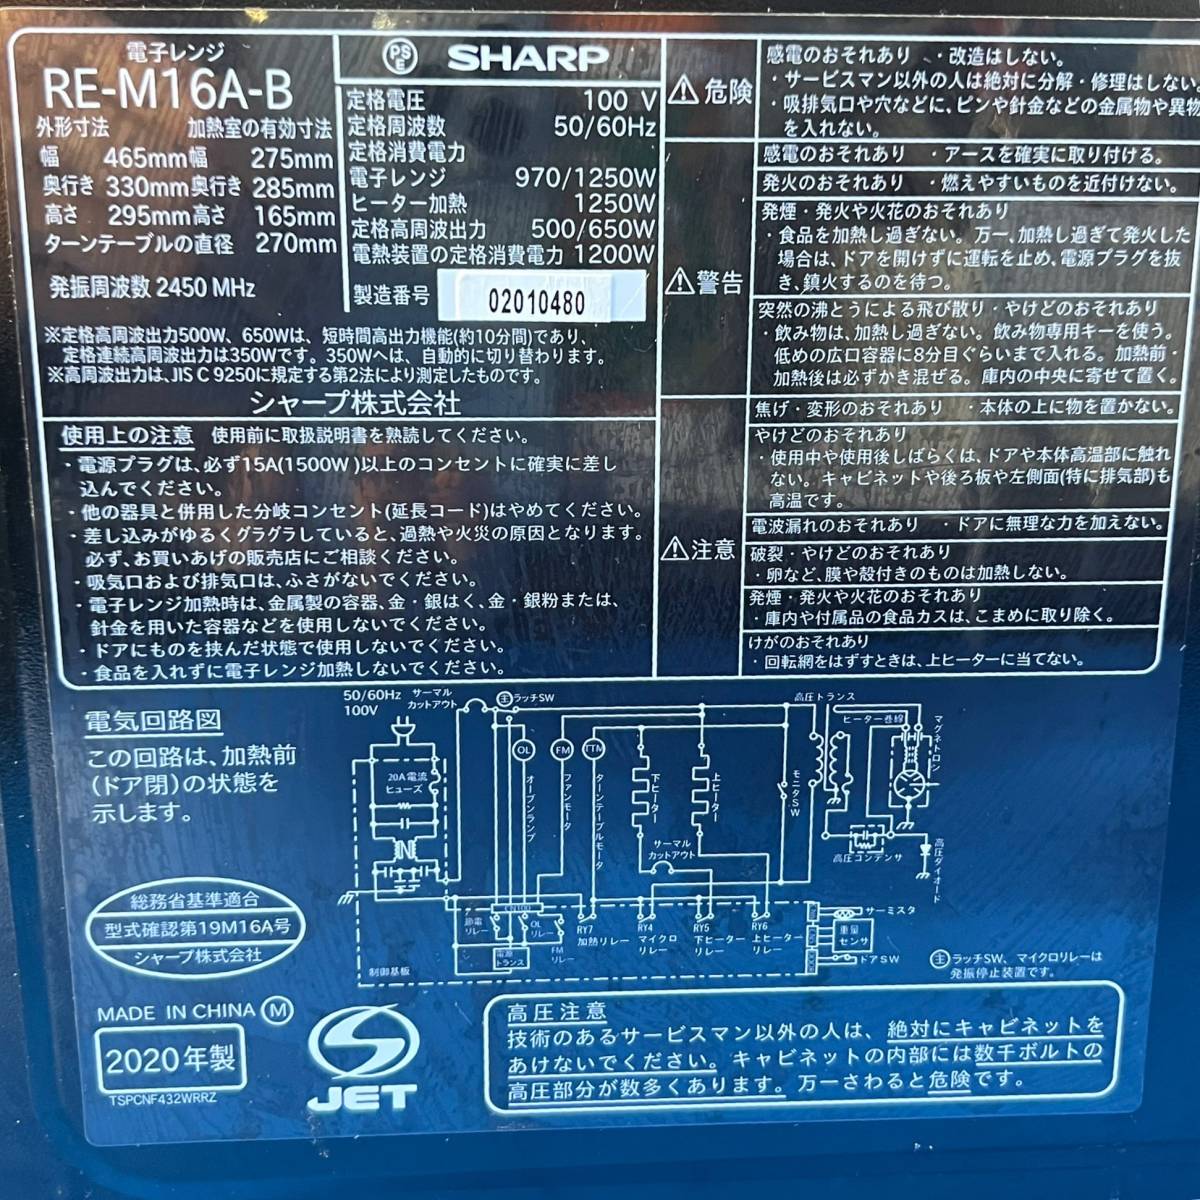 電子レンジ
RE-M16A-B
外形寸法 加熱室の有効寸法
幅 465mm 幅 275mm
奥行き 330mm 奥行き 285mm
高さ 295mm 高さ 165mm
ターンテーブルの直径 270mm
発振周波数 2450 MHz
PSE SHARP
定格電圧 100 V
定格周波数 50/60Hz
定格消費電力
電子レンジ 970/1250W
ヒーター加熱 1250W
定格高周波出力 500/650W
電熱装置の定格消費電力 1200W
製造番号 02010480
※定格高周波出力500W、650Wは、短時間高出力機能(約10分間)であり、
定格連続高周波出力は350Wです。350Wへは、自動的に切り替わります。
※高周波出力は、JIS C 9250に規定する第2法により測定したものです。
シャープ株式会社
使用上の注意 使用前に取扱説明書を熟読してください。
・電源プラグは、必ず15A(1500W)以上のコンセントに確実に差し
込んでください。
・他の器具と併用した分岐コンセント(延長コード)はやめてください。
・差し込みがゆるくグラグラしていると、過熱や火災の原因となります。
必ず、お買いあげの販売店にご相談ください。
・吸気口および排気口は、ふさがないでください。
・電子レンジ加熱時は、金属製の容器、金・銀はく、金・銀粉または、
針金を用いた容器などを使用しないでください。
・ドアにものを挟んだ状態で使用しないでください。
・食品を入れずに電子レンジ加熱しないでください。
⚠危険
感電のおそれあり ・改造はしない。
・サービスマン以外の人は絶対に分解・修理はしない。
・吸排気口や穴などに、ピンや針金などの金属物や異物
を入れない。
⚠警告
感電のおそれあり ・アースを確実に取り付ける。
発火のおそれあり ・燃えやすいものを近付けない。
発煙・発火や火花のおそれあり
・食品を加熱し過ぎない。万一、加熱し過ぎて発火した
場合は、ドアを開けずに運転を止め、電源プラグを抜
き、鎮火するのを待つ。
突然の沸とうによる飛び散り・やけどのおそれあり
・飲み物は、加熱し過ぎない。飲み物専用キーを使う。
低めの広口容器に8分目ぐらいまで入れる。加熱前・
加熱後は必ずかき混ぜる。庫内の中央に寄せて置く。
⚠注意
焦げ・変形のおそれあり ・本体の上に物を置かない。
やけどのおそれあり
・使用中や使用後しばらくは、ドアや本体高温部に触れ
ない。キャビネットや後ろ板や左側面(特に排気部)も
高温です。
電波漏れのおそれあり ・ドアに無理な力を加えない。
破裂・やけどのおそれあり
・卵など、膜や殻付きのものは加熱しない。
発煙・発火や火花のおそれあり
・庫内や付属品の食品カスは、こまめに取り除く。
けがのおそれあり
・回転網をはずすときは、上ヒーターに当てない。
電気回路図
この回路は、加熱前
(ドア閉)の状態を
示します。
50/60Hz
100V
サーマル
カットアウト
主ラッチSW
高圧トランス
ヒーター巻線
マグネトロン
20A電流
ヒューズ
OL
FM
TTM
オーブンランプ
ファンモータ
ターンテーブルモータ
下ヒーター
上ヒーター
モニタSW
サーマル
カットアウト
高圧コンデンサ
高圧ダイオード
CN100
節電
リレー
OL
リレー
FM
リレー
RY7
加熱リレー
RY4
マイクロ
リレー
RY5
下ヒーター
リレー
RY6
上ヒーター
リレー
電源
トランス
制御基板
サーミスタ
重量
センサ
ドアSW
主ラッチSW、マイクロリレーは
発振停止装置です。
総務省基準適合
型式確認第19M16A号
シャープ株式会社
MADE IN CHINA M
2020年製
TSPCNF432WRRZ
JET
高圧注意
技術のあるサービスマン以外の人は、絶対にキャビネットを
あけないでください。キャビネットの内部には数千ボルトの
高圧部分が数多くあります。万一さわると危険です。